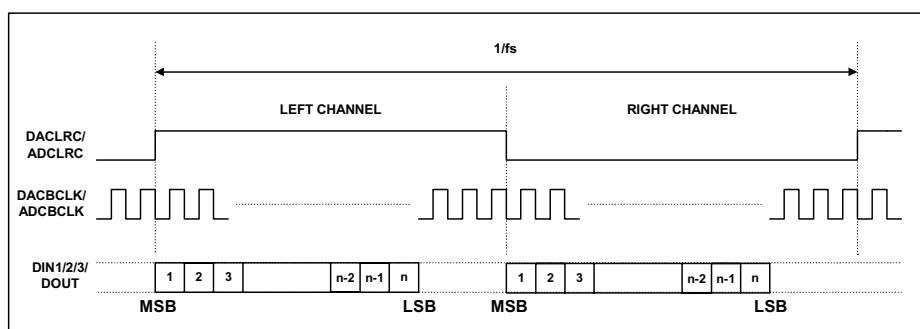 1/fs
LEFT CHANNEL
RIGHT CHANNEL
DACLRC/
ADCLRC
DACBCLK/
ADCBCLK
DIN1/2/3/
DOUT
1 2 3 n-2 n-1 n 1 2 3 n-2 n-1 n
MSB LSB MSB LSB